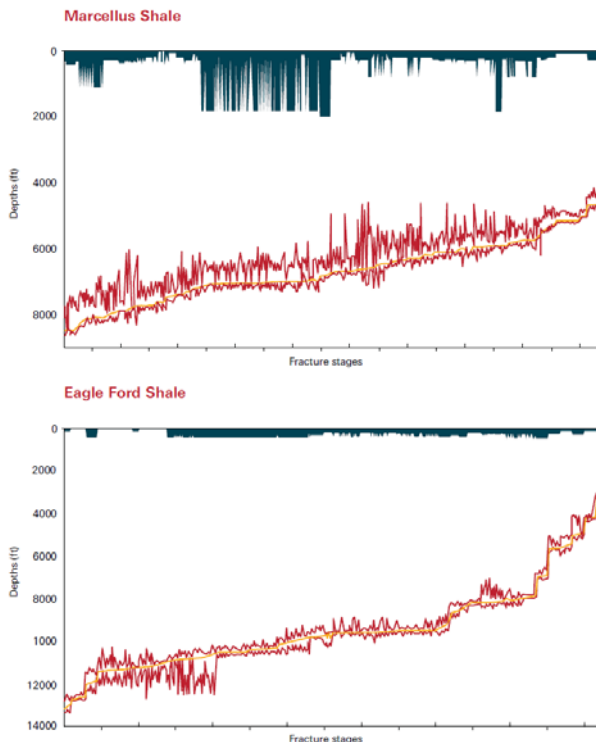 Marcellus Shale
0
2000
4000
6000
8000
Depths (ft)
Fracture stages
Eagle Ford Shale
0
2000
4000
6000
8000
10000
12000
14000
Depths (ft)
Fracture stages